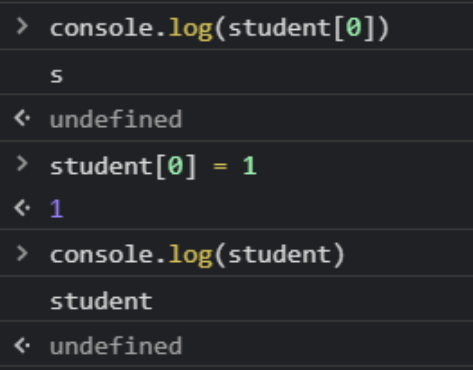 > console.log(student[0])
s
<· undefined
> student[0] = 1
<· 1
> console.log(student)
student
<· undefined